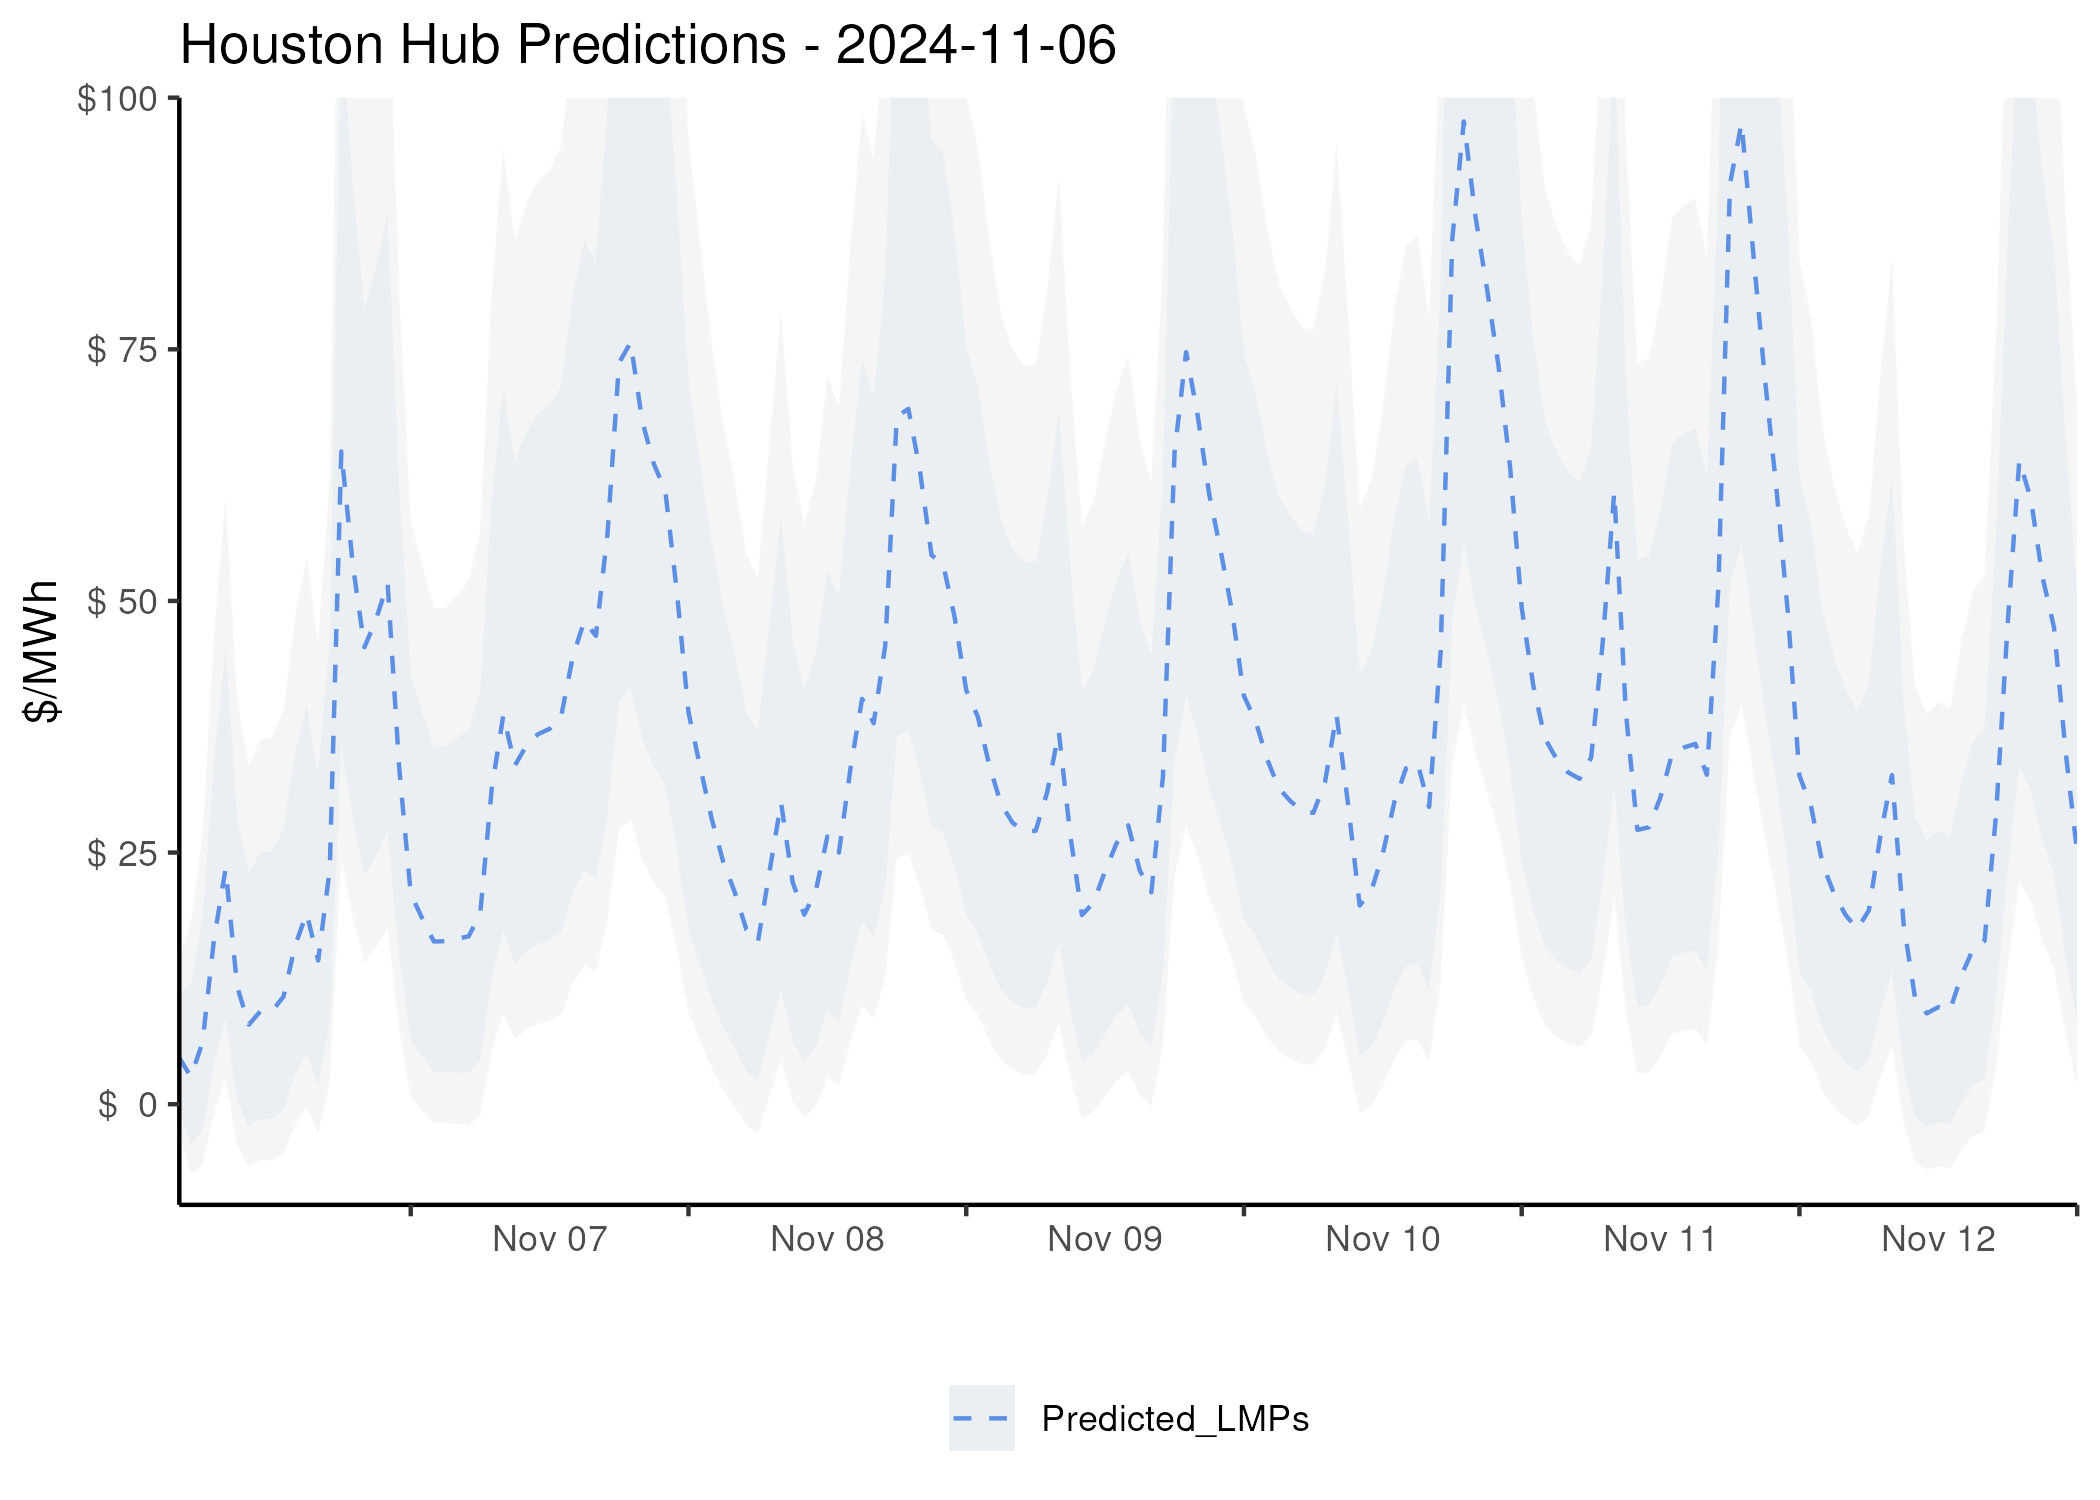 Houston Hub Predictions - 2024-11-06
$100
$ 75
$ 50
$ 25
$ 0
$/MWh
Nov 07 Nov 08 Nov 09 Nov 10 Nov 11 Nov 12
Predicted_LMPs